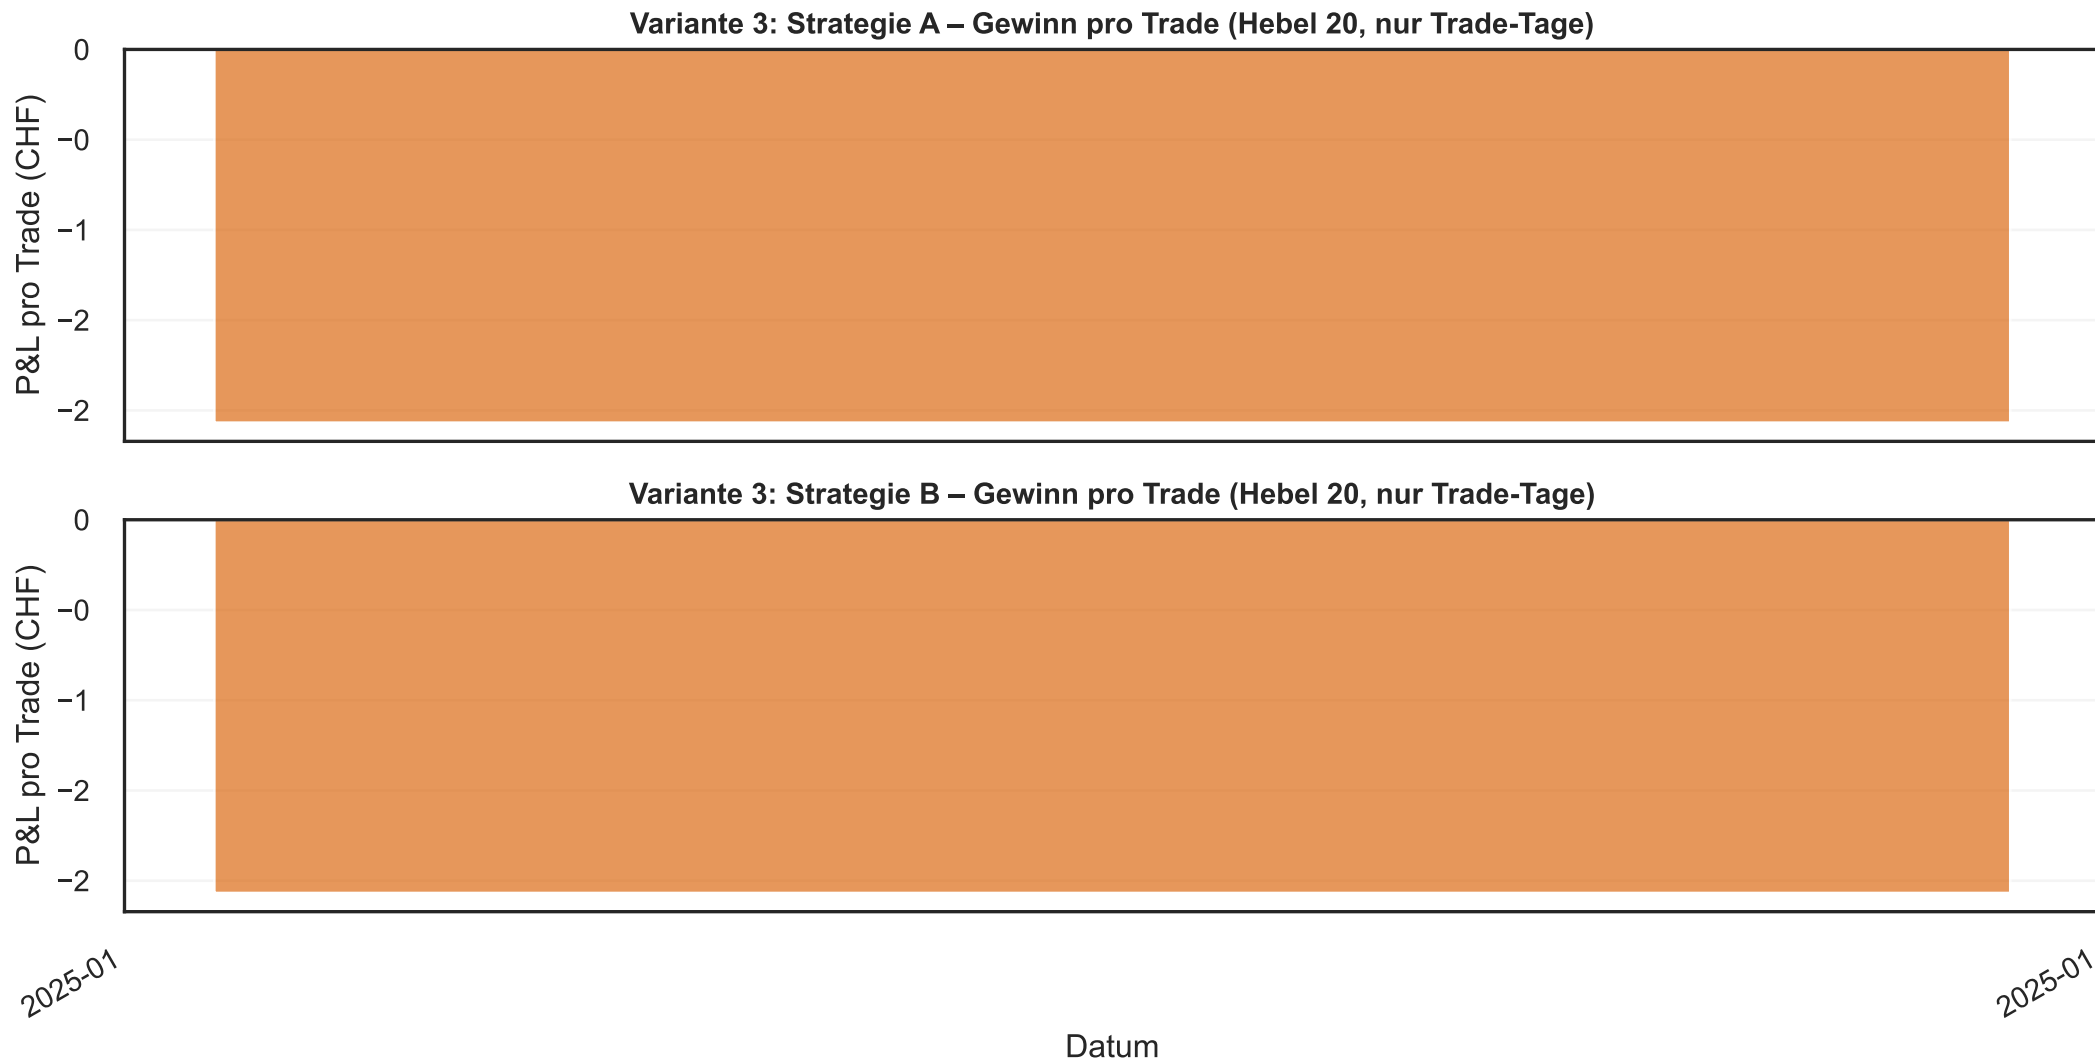 Variante 3: Strategie A – Gewinn pro Trade (Hebel 20, nur Trade-Tage)
P&L pro Trade (CHF)
0
−0
−1
−2
−2
Variante 3: Strategie B – Gewinn pro Trade (Hebel 20, nur Trade-Tage)
P&L pro Trade (CHF)
0
−0
−1
−2
−2
2025-01
2025-01
Datum